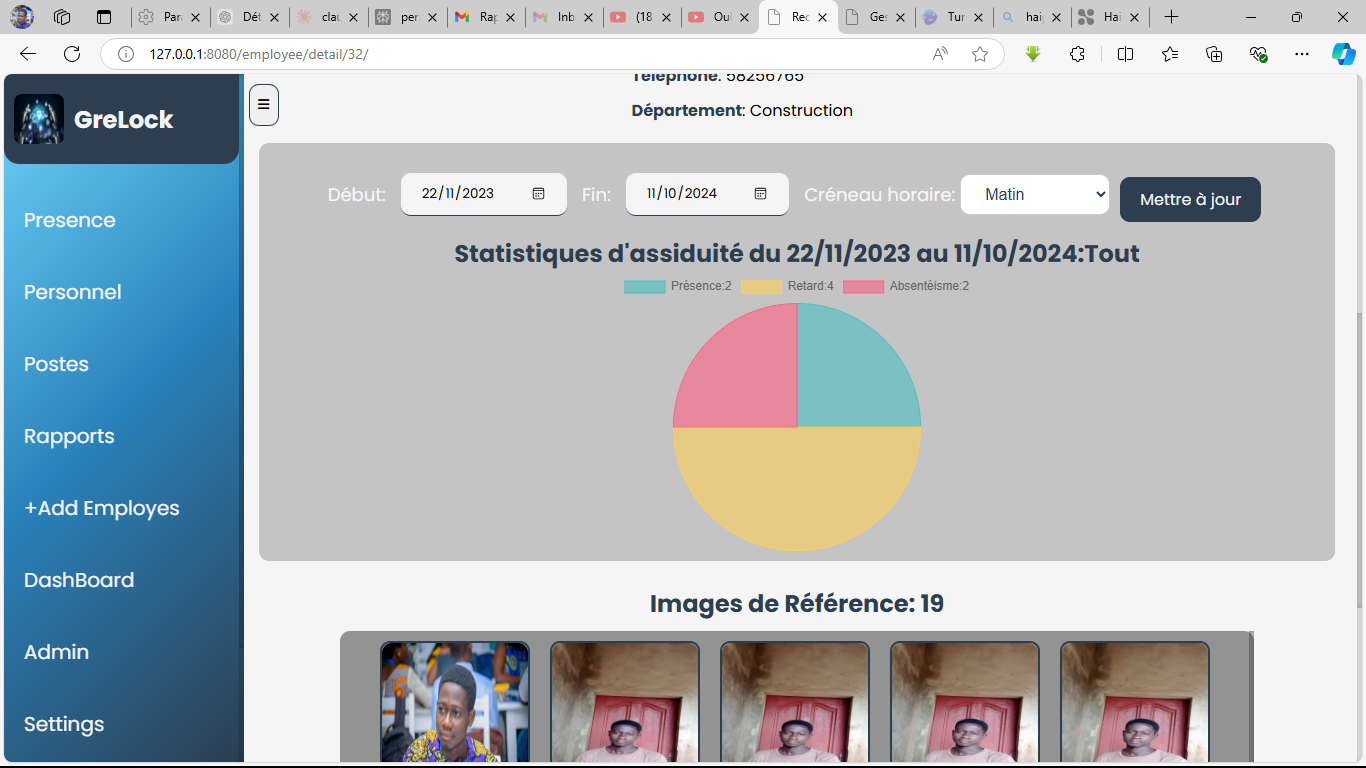 Par
Dét
clau
per
Rap
Inb
(18
Oul
Rec
Ges
Tur
haip
Hai
127.0.0.1:8080/employee/detail/32/
GreLock
Presence
Personnel
Postes
Rapports
+Add Employes
DashBoard
Admin
Settings
Téléphone: 58256765
Département: Construction
Début: 22/11/2023 Fin: 11/10/2024 Créneau horaire: Matin Mettre à jour
Statistiques d'assiduité du 22/11/2023 au 11/10/2024:Tout
Présence:2 Retard:4 Absentéisme:2
Images de Référence: 19